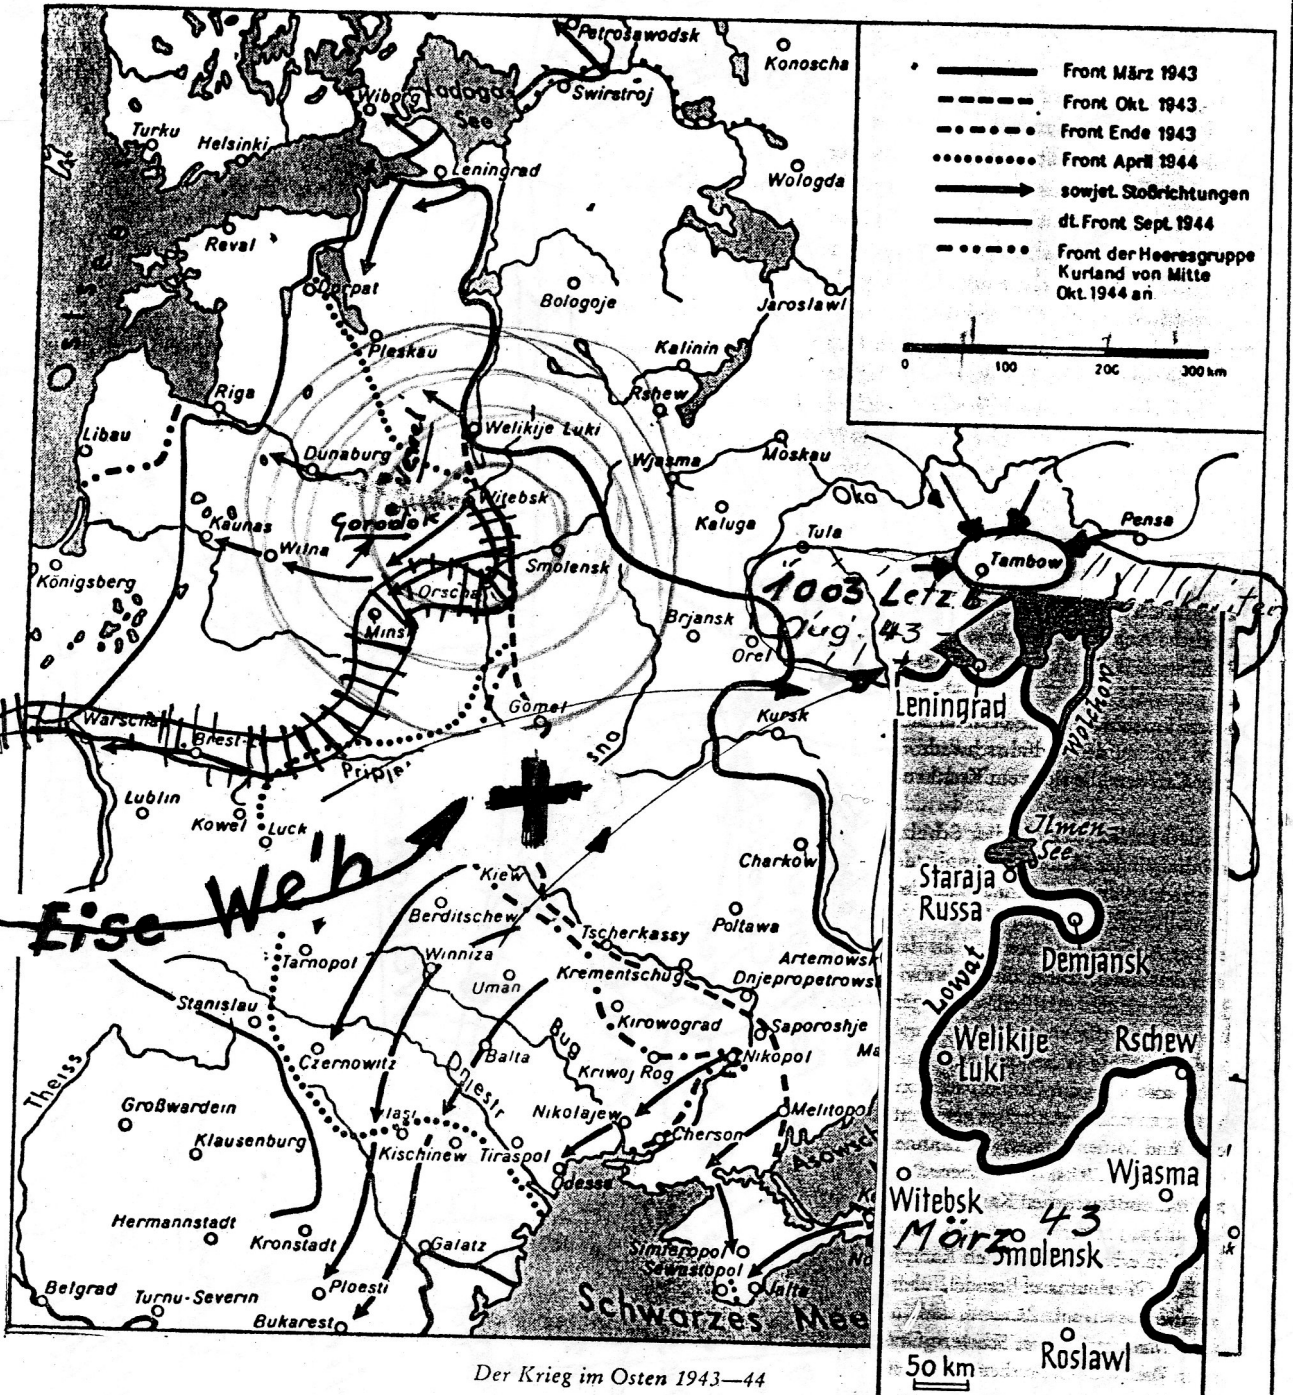 Petrosawodsk
Konoscha
Swirstroj
Wiborg
Ladoga-
See
Turku
Helsinki
Leningrad
Wologda
Reval
Dorpat
Bologoje
Jaroslawl
Pleskau
Kalinin
Rshew
Riga
Ostsee
Libau
Dünaburg
Welikije Luki
Wjasma
Moskau
Oka
Witebsk
Gorodok
Kaluga
Tula
Pensa
Kaunas
Wilna
Smolensk
Tambow
Königsberg
Orscha
Minsk
1003 Letz.b
Aug. 43
Brjansk
Orel
Gomel
Kursk
Warscha
Brest-L
Lublin
Kowel
Luck
Eise We'h
Kiew
Charkow
Berditschew
Poltawa
Tscherkassy
Artemowsk
Tarnopol
Winniza
Krementschug
Dnjepropetrowsk
Uman
Stanislau
Kirowograd
Saporoshje
Ma
Czernowitz
Balta
Bug
Kriwoj Rog
Nikopol
Theiss
Dnjestr
Großwardein
Iasi
Nikolajew
Melitopol
Klausenburg
Kischinew
Tiraspol
Cherson
Odessa
Asowsch
Hermannstadt
Kronstadt
Galatz
Simferopol
Sewastopol
Jalta
No
Belgrad
Turnu-Severin
Ploesti
Bukarest
Schwarzes Mee
Front März 1943
Front Okt. 1943
Front Ende 1943
Front April 1944
sowjet. Stoßrichtungen
dt. Front Sept. 1944
Front der Heeresgruppe
Kurland von Mitte
Okt. 1944 an
0 100 200 300 km
Leningrad
Wolchow
Ilmen-
See
Staraja
Russa
Demjansk
Lowat
Welikije
Luki
Rschew
Wjasma
Witebsk
März 43
Smolensk
Roslawl
50 km
Der Krieg im Osten 1943—44